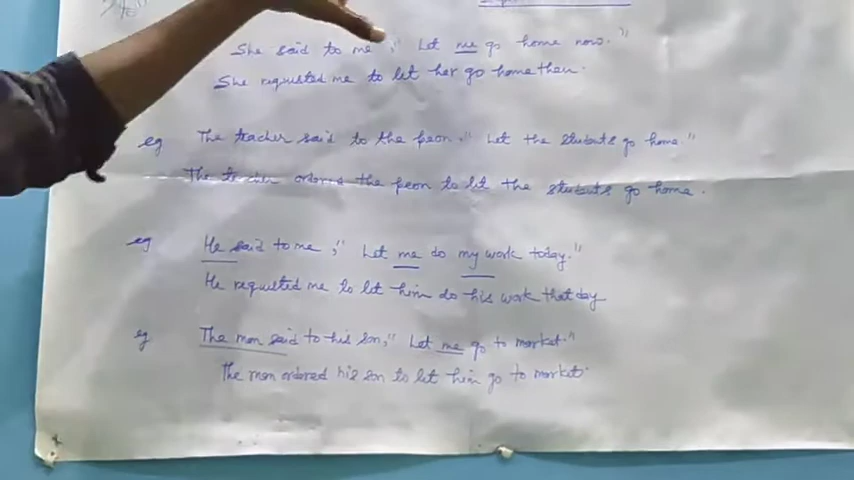 She said to me," Let me go home now."
She requested me to let her go home then.
eg The teacher said to the peon," Let the students go home."
The teacher ordered the peon to let the students go home.
eg He said to me," Let me do my work today."
He requested me to let him do his work that day
eg The man said to his son," Let me go to market."
The man ordered his son to let him go to market.